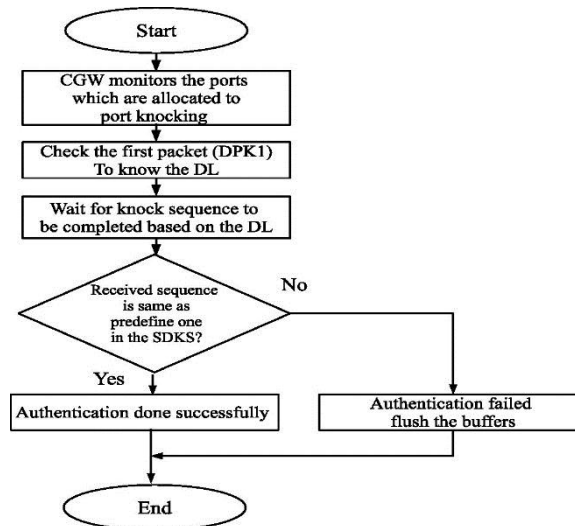 Start
CGW monitors the ports
which are allocated to
port knocking
Check the first packet (DPK1)
To know the DL
Wait for knock sequence to
be completed based on the DL
Received sequence
is same as
predefine one
in the SDKS?
No
Yes
Authentication done successfully
Authentication failed
flush the buffers
End